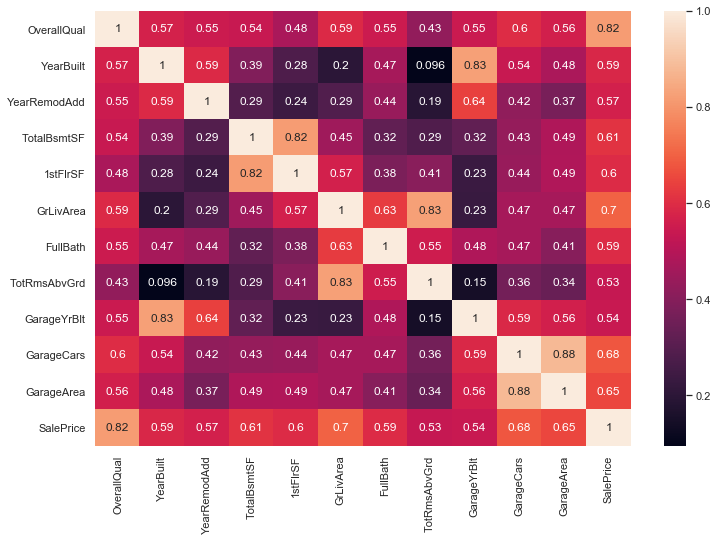 OverallQual 1 0.57 0.55 0.54 0.48 0.59 0.55 0.43 0.55 0.6 0.56 0.82
YearBuilt 0.57 1 0.59 0.39 0.28 0.2 0.47 0.096 0.83 0.54 0.48 0.59
YearRemodAdd 0.55 0.59 1 0.29 0.24 0.29 0.44 0.19 0.64 0.42 0.37 0.57
TotalBsmtSF 0.54 0.39 0.29 1 0.82 0.45 0.32 0.29 0.32 0.43 0.49 0.61
1stFlrSF 0.48 0.28 0.24 0.82 1 0.57 0.38 0.41 0.23 0.44 0.49 0.6
GrLivArea 0.59 0.2 0.29 0.45 0.57 1 0.63 0.83 0.23 0.47 0.47 0.7
FullBath 0.55 0.47 0.44 0.32 0.38 0.63 1 0.55 0.48 0.47 0.41 0.59
TotRmsAbvGrd 0.43 0.096 0.19 0.29 0.41 0.83 0.55 1 0.15 0.36 0.34 0.53
GarageYrBlt 0.55 0.83 0.64 0.32 0.23 0.23 0.48 0.15 1 0.59 0.56 0.54
GarageCars 0.6 0.54 0.42 0.43 0.44 0.47 0.47 0.36 0.59 1 0.88 0.68
GarageArea 0.56 0.48 0.37 0.49 0.49 0.47 0.41 0.34 0.56 0.88 1 0.65
SalePrice 0.82 0.59 0.57 0.61 0.6 0.7 0.59 0.53 0.54 0.68 0.65 1
OverallQual
YearBuilt
YearRemodAdd
TotalBsmtSF
1stFlrSF
GrLivArea
FullBath
TotRmsAbvGrd
GarageYrBlt
GarageCars
GarageArea
SalePrice
1.0
0.8
0.6
0.4
0.2